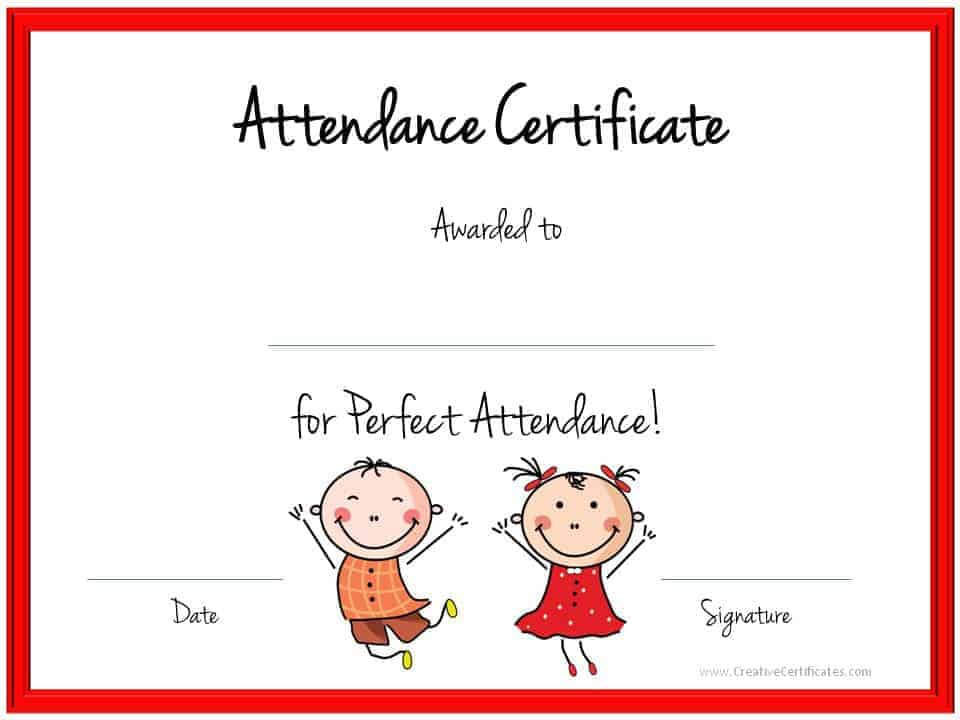 Attendance Certificate
Awarded to
for Perfect Attendance!
Date
Signature
www.CreativeCertificates.com